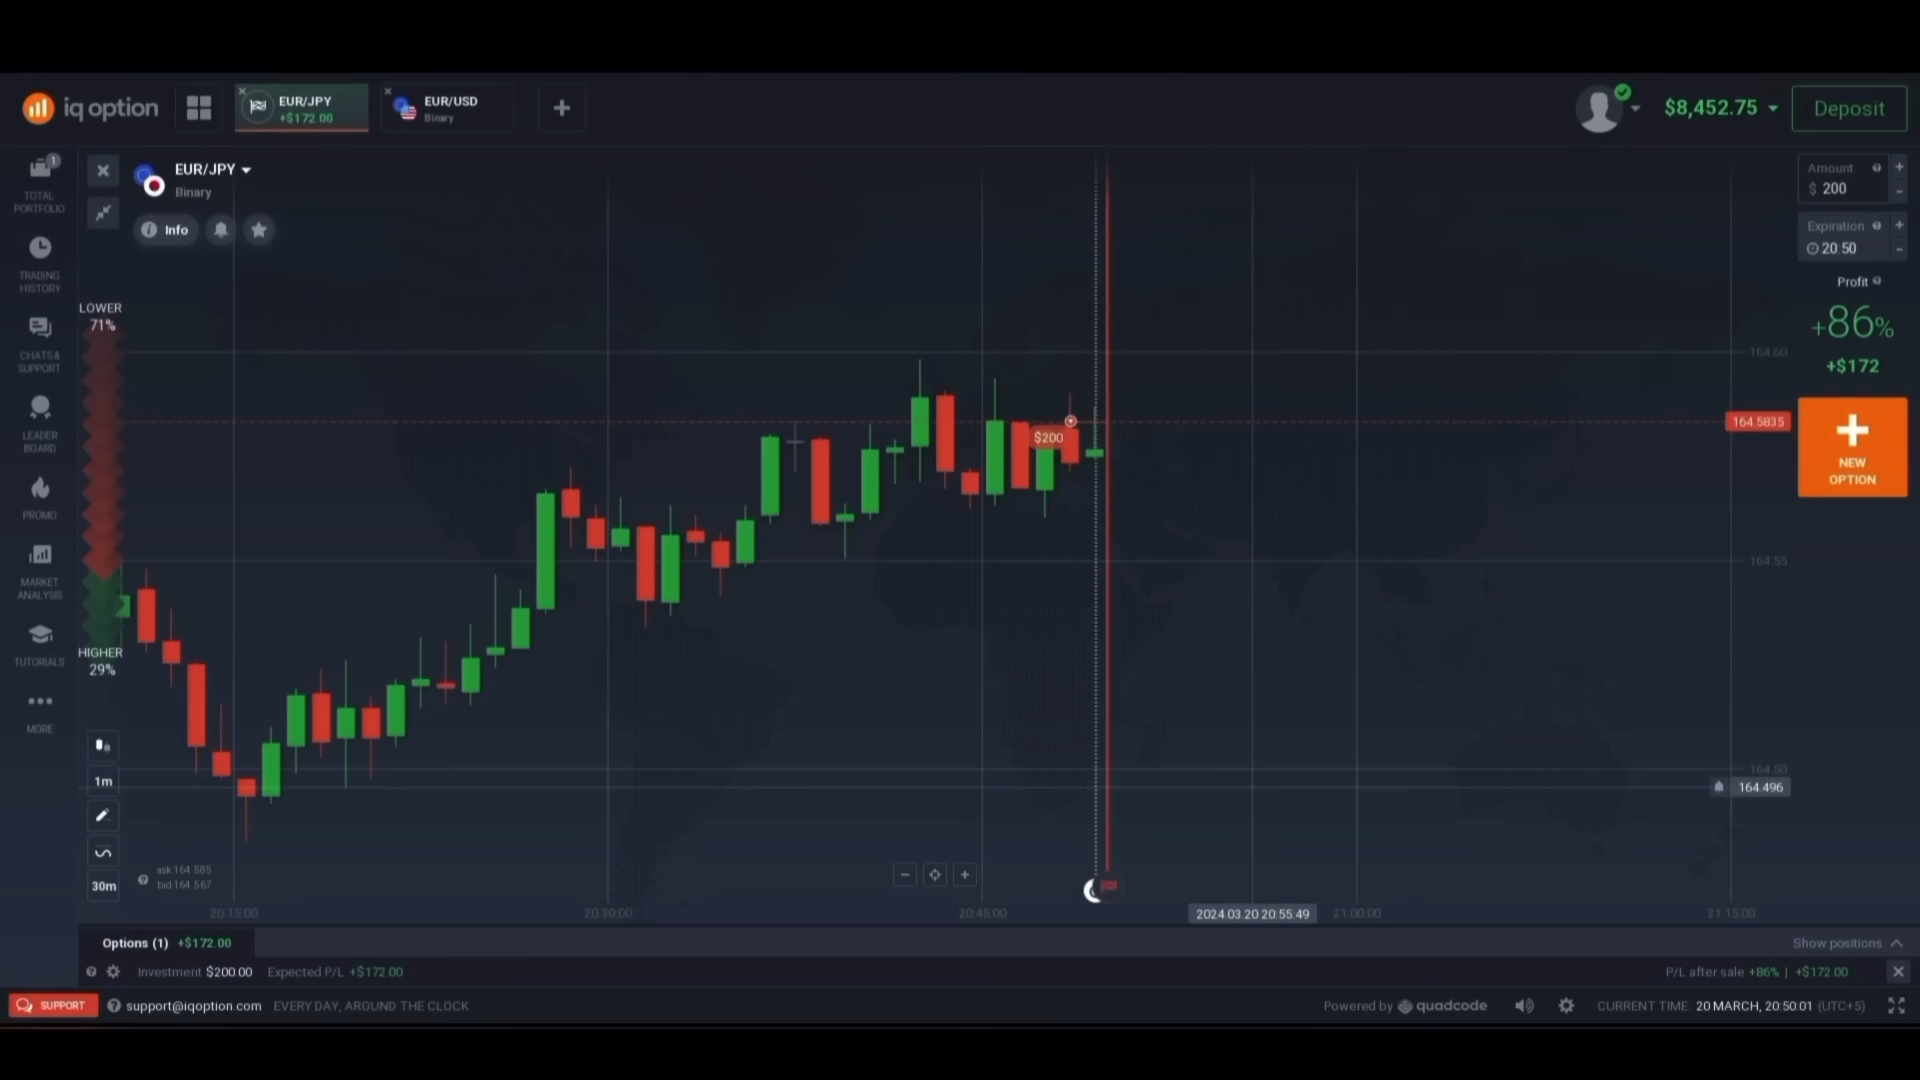 iq option
EUR/JPY
+$172.00
EUR/USD
Binary
$8,452.75
Deposit
1
TOTAL
PORTFOLIO
TRADING
HISTORY
CHATS &
SUPPORT
LEADER
BOARD
PROMO
MARKET
ANALYSIS
TUTORIALS
MORE
EUR/JPY
Binary
Info
LOWER
71%
HIGHER
29%
1m
30m
ask 164.585
bid 164.567
$200
164.60
164.5835
164.55
164.50
164.496
20:15:00
20:30:00
20:45:00
2024.03.20 20:55:49
21:00:00
21:15:00
Amount
$ 200
Expiration
20:50
Profit
+86%
+$172
NEW
OPTION
Options (1) +$172.00
Show positions
Investment $200.00 Expected P/L +$172.00
P/L after sale +86% | +$172.00
SUPPORT
support@iqoption.com EVERY DAY, AROUND THE CLOCK
Powered by quadcode
CURRENT TIME: 20 MARCH, 20:50:01 (UTC+5)